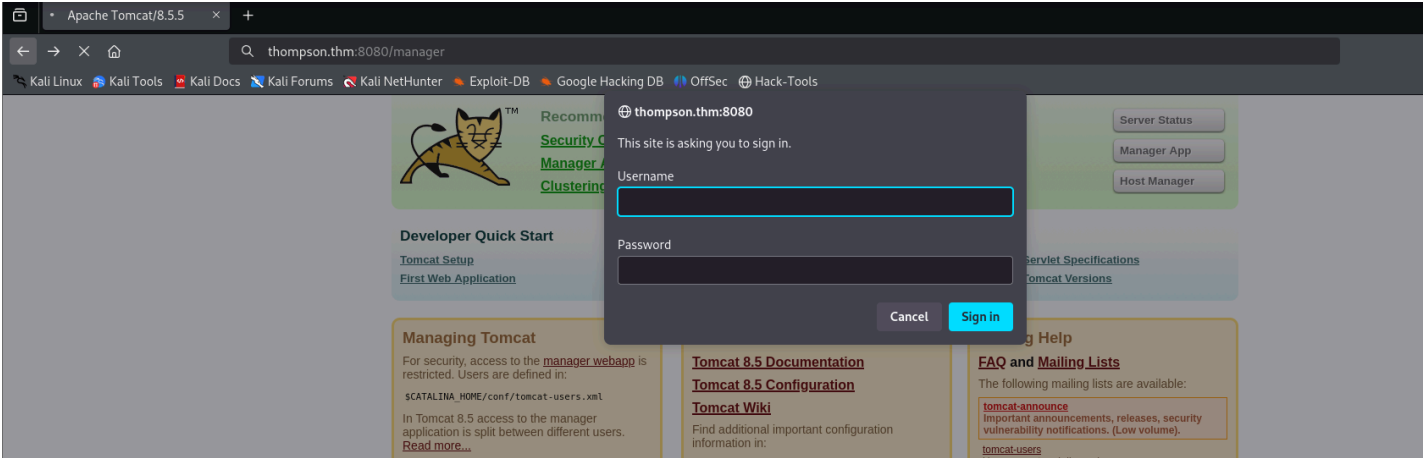 Apache Tomcat/8.5.5
thompson.thm:8080/manager
Kali Linux Kali Tools Kali Docs Kali Forums Kali NetHunter Exploit-DB Google Hacking DB OffSec Hack-Tools
TM
Recomm
Security C
Manager A
Clustering
Server Status
Manager App
Host Manager
thompson.thm:8080
This site is asking you to sign in.
Username
Password
Cancel Sign in
Developer Quick Start
Tomcat Setup
First Web Application
Servlet Specifications
Tomcat Versions
Managing Tomcat
For security, access to the manager webapp is
restricted. Users are defined in:
$CATALINA_HOME/conf/tomcat-users.xml
In Tomcat 8.5 access to the manager
application is split between different users.
Read more...
Tomcat 8.5 Documentation
Tomcat 8.5 Configuration
Tomcat Wiki
Find additional important configuration
information in:
g Help
FAQ and Mailing Lists
The following mailing lists are available:
tomcat-announce
Important announcements, releases, security
vulnerability notifications. (Low volume).
tomcat-users